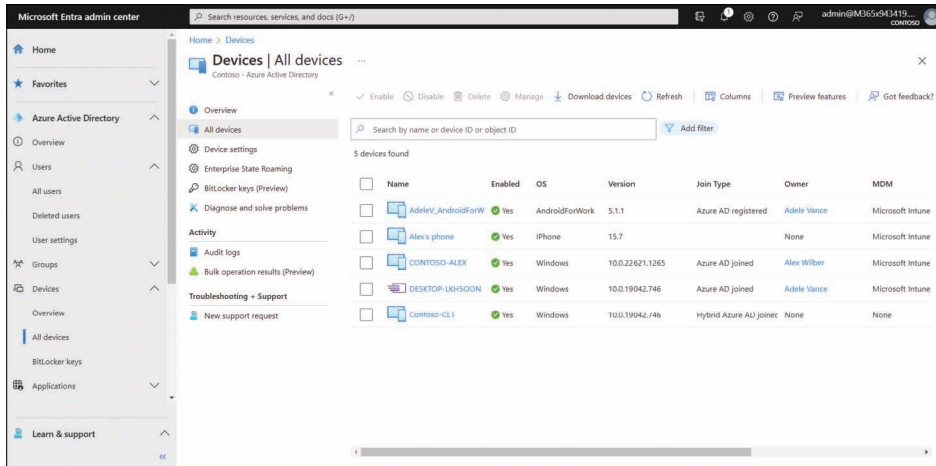 Microsoft Entra admin center
Search resources, services, and docs (G+/)
admin@M365x943419....
CONTOSO
Home
Favorites
Azure Active Directory
Overview
Users
All users
Deleted users
User settings
Groups
Devices
Overview
All devices
BitLocker keys
Applications
Learn & support
Home > Devices
Devices | All devices ...
Contoso - Azure Active Directory
Overview
All devices
Device settings
Enterprise State Roaming
BitLocker keys (Preview)
Diagnose and solve problems
Activity
Audit logs
Bulk operation results (Preview)
Troubleshooting + Support
New support request
Enable Disable Delete Manage Download devices Refresh Columns Preview features Got feedback?
Search by name or device ID or object ID
Add filter
5 devices found
Name Enabled OS Version Join Type Owner MDM
AdeleV_AndroidForW Yes AndroidForWork 5.1.1 Azure AD registered Adele Vance Microsoft Intune
Alex's phone Yes IPhone 15.7 None Microsoft Intune
CONTOSO-ALEX Yes Windows 10.0.22621.1265 Azure AD joined Alex Wilber Microsoft Intune
DESKTOP-LKH5OON Yes Windows 10.0.19042.746 Azure AD joined Adele Vance Microsoft Intune
Contoso-CL1 Yes Windows 10.0.19042.746 Hybrid Azure AD joined None None